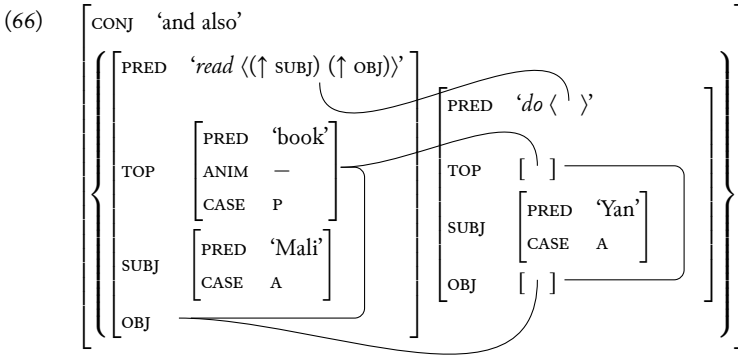 (66)
CONJ ‘and also’
PRED ‘read ⟨(↑ SUBJ) (↑ OBJ)⟩’
TOP
PRED ‘book’
ANIM –
CASE P
SUBJ
PRED ‘Mali’
CASE A
OBJ
PRED ‘do ⟨ ⟩’
TOP [ ]
SUBJ
PRED ‘Yan’
CASE A
OBJ [ ]